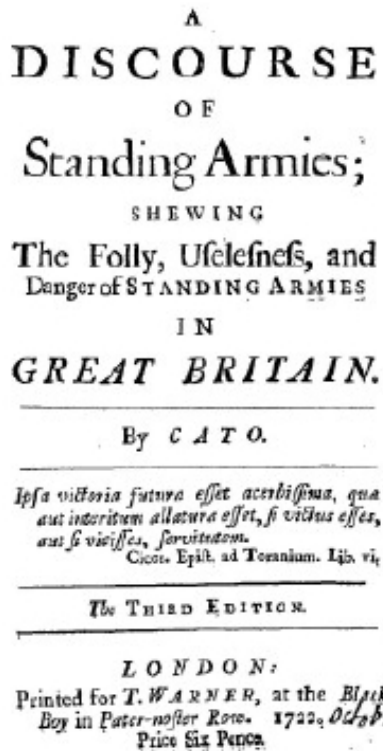 A
DISCOURSE
OF
Standing Armies;
SHEWING
The Folly, Uſeleſneſs, and
Danger of STANDING ARMIES
IN
GREAT BRITAIN.
By CATO.
Ipſa victoria futura eſſet acerbiſſima, quæ
aut interitum allatura eſſet, ſi victus eſſes,
aut ſi viciſſes, ſervitutem.
Cicer. Epiſt. ad Toranium. Lib. vi.
The THIRD EDITION.
LONDON:
Printed for T. WARNER, at the Black
Boy in Pater-noſter Row. 1722.
Price Six Pence.